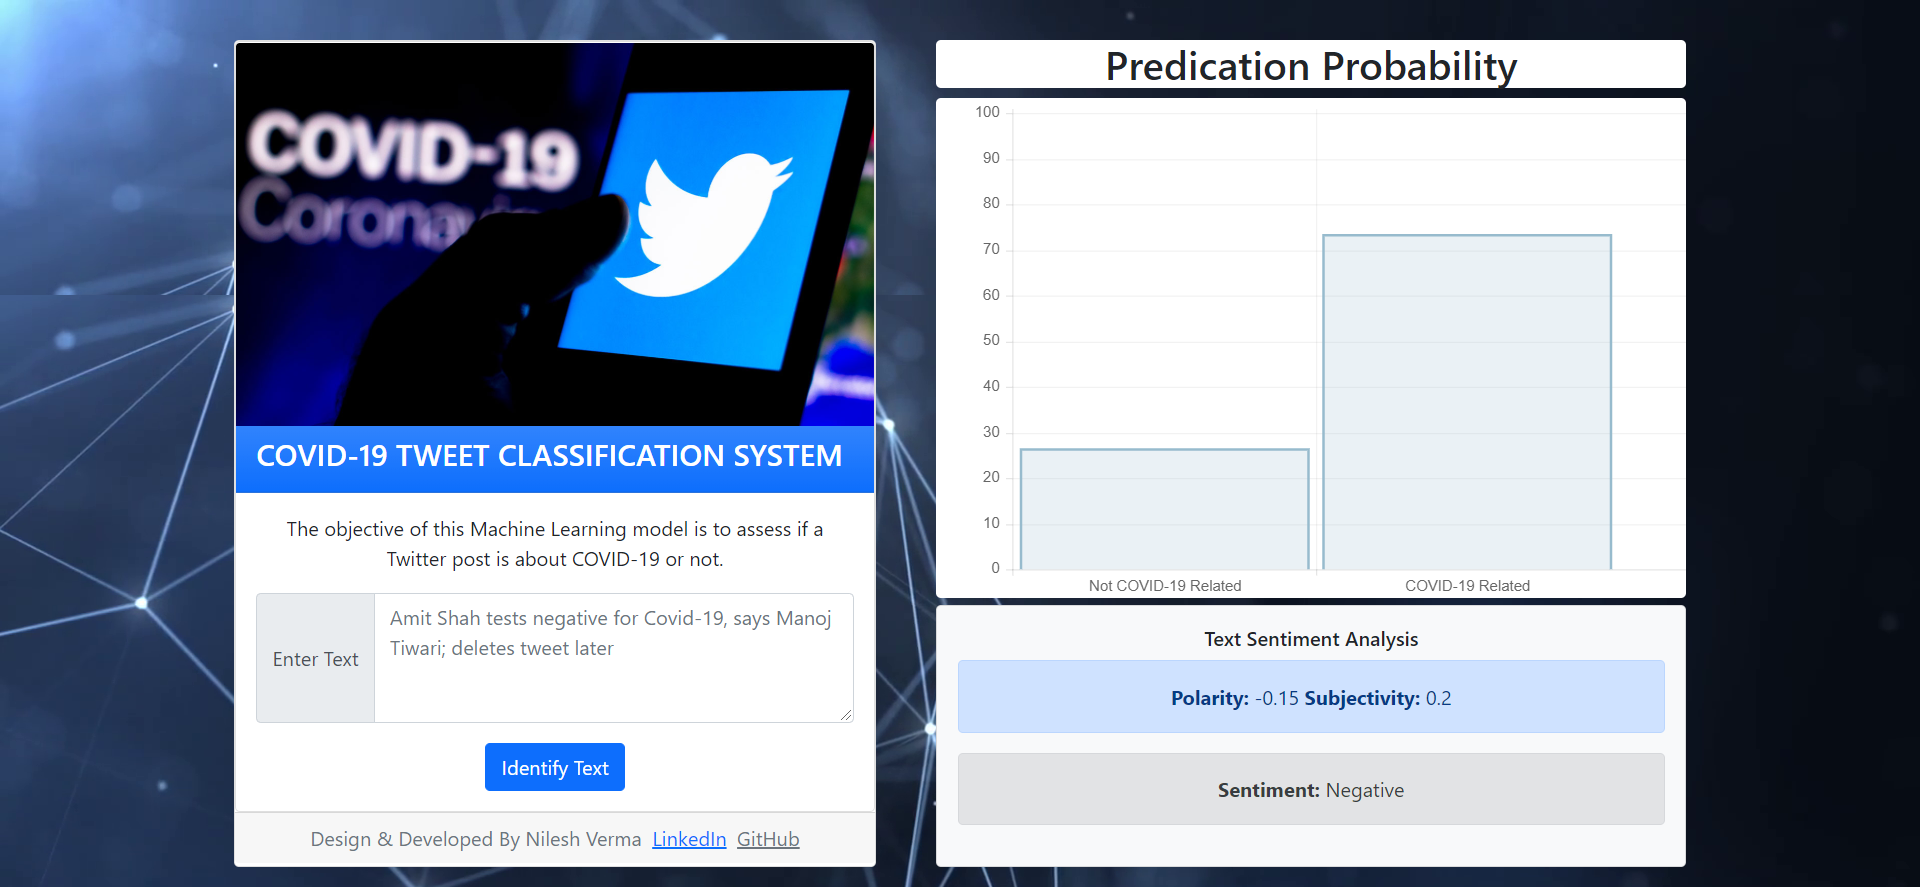 COVID-19
COVID-19 TWEET CLASSIFICATION SYSTEM
The objective of this Machine Learning model is to assess if a
Twitter post is about COVID-19 or not.
Enter Text
Amit Shah tests negative for Covid-19, says Manoj
Tiwari; deletes tweet later
Identify Text
Design & Developed By Nilesh Verma LinkedIn GitHub
Predication Probability
100
90
80
70
60
50
40
30
20
10
0
Not COVID-19 Related
COVID-19 Related
Text Sentiment Analysis
Polarity: -0.15 Subjectivity: 0.2
Sentiment: Negative